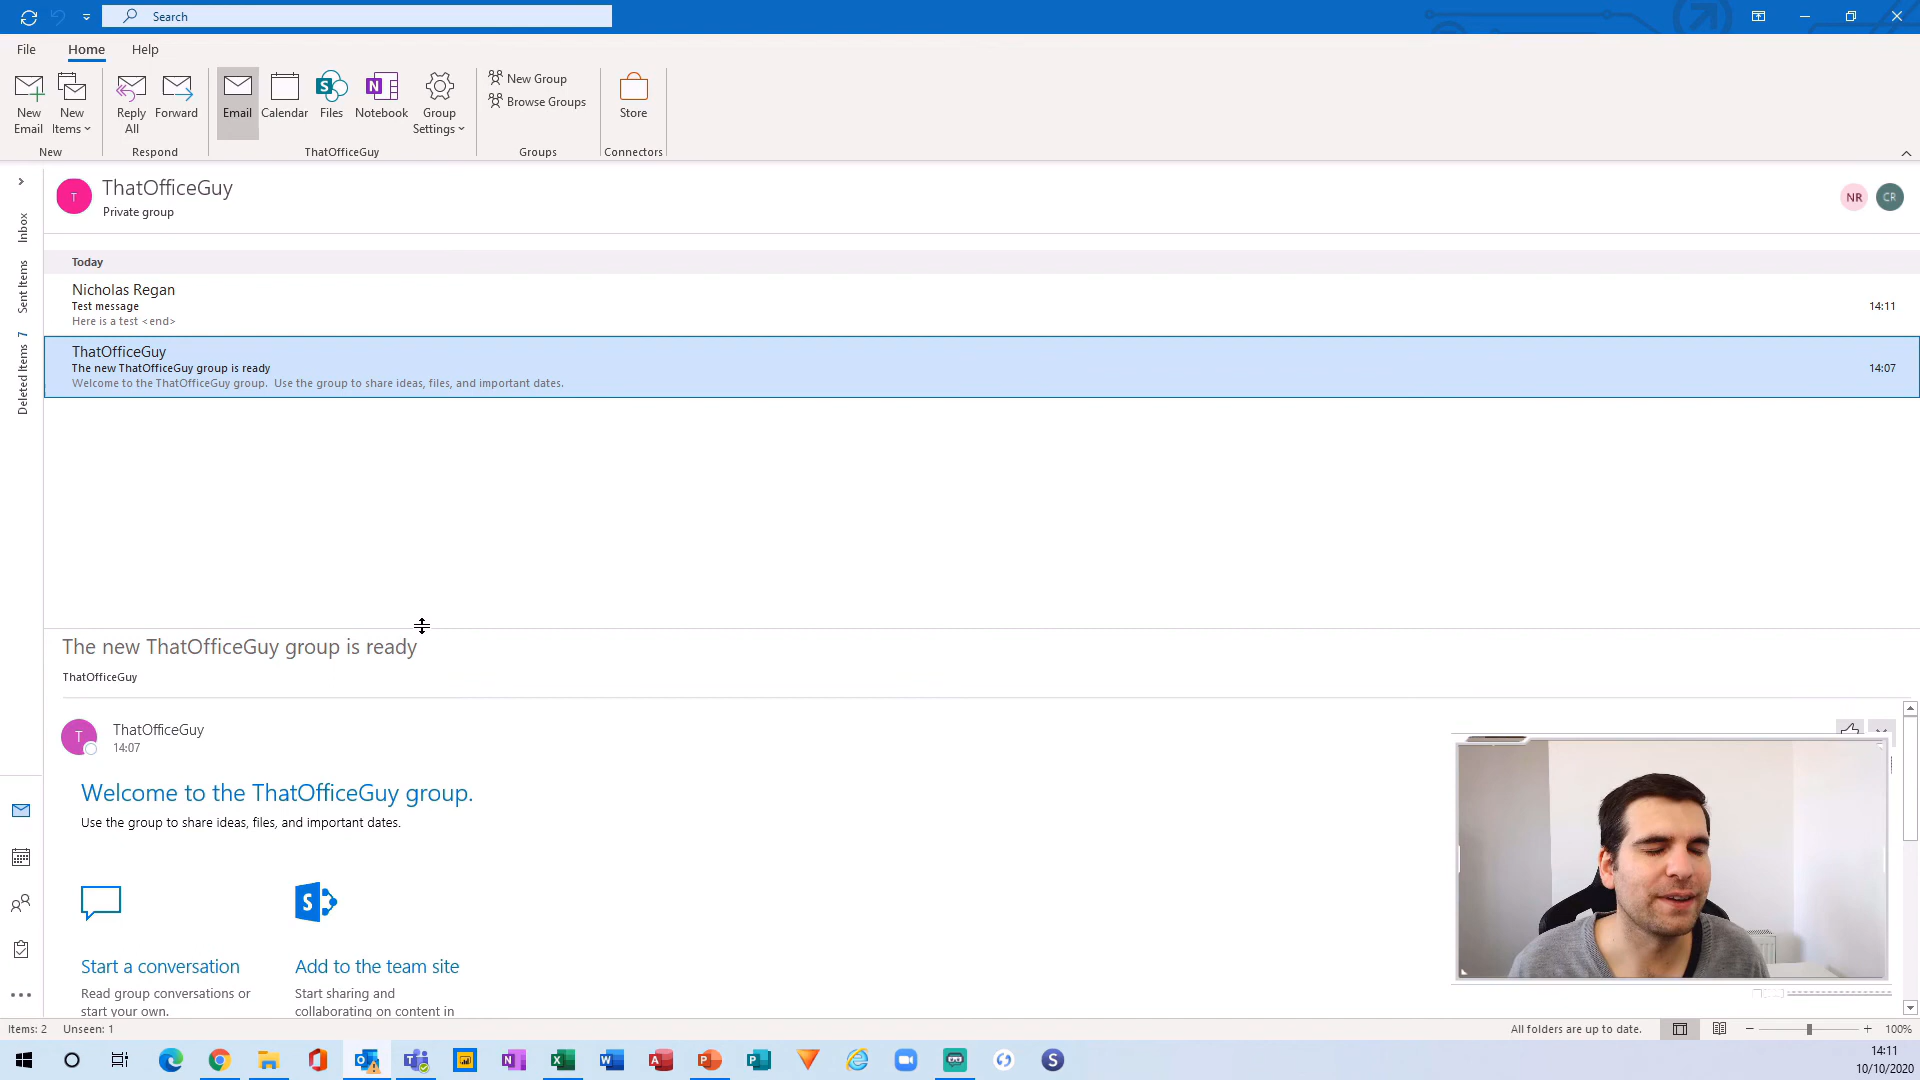 Search
File Home Help
New Email
New Items
Reply All
Forward
Email
Calendar
Files
Notebook
Group Settings
New Group
Browse Groups
Store
New Respond ThatOfficeGuy Groups Connectors
T
ThatOfficeGuy
Private group
NR CR
Inbox
Sent Items
Deleted Items 7
Today
Nicholas Regan
Test message
Here is a test <end>
14:11
ThatOfficeGuy
The new ThatOfficeGuy group is ready
Welcome to the ThatOfficeGuy group. Use the group to share ideas, files, and important dates.
14:07
The new ThatOfficeGuy group is ready
ThatOfficeGuy
T
ThatOfficeGuy
14:07
Welcome to the ThatOfficeGuy group.
Use the group to share ideas, files, and important dates.
S
Start a conversation
Read group conversations or
start your own.
Add to the team site
Start sharing and
collaborating on content in
Items: 2 Unseen: 1
All folders are up to date.
100%
14:11
10/10/2020